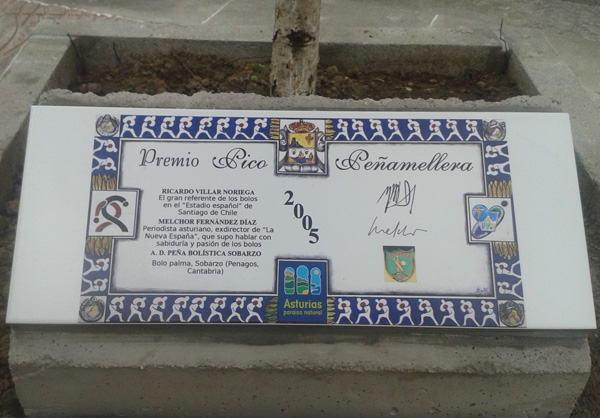 Premio Pico Peñamellera
RICARDO VILLAR NORIEGA
El gran referente de los bolos
en el "Estadio español" de
Santiago de Chile
MELCHOR FERNÁNDEZ DÍAZ
Periodista asturiano, exdirector de "La
Nueva España", que supo hablar con
sabiduría y pasión de los bolos
A. D. PEÑA BOLÍSTICA SOBARZO
Bolo palma, Sobarzo (Penagos,
Cantabria)
2005
Asturias
paraíso natural